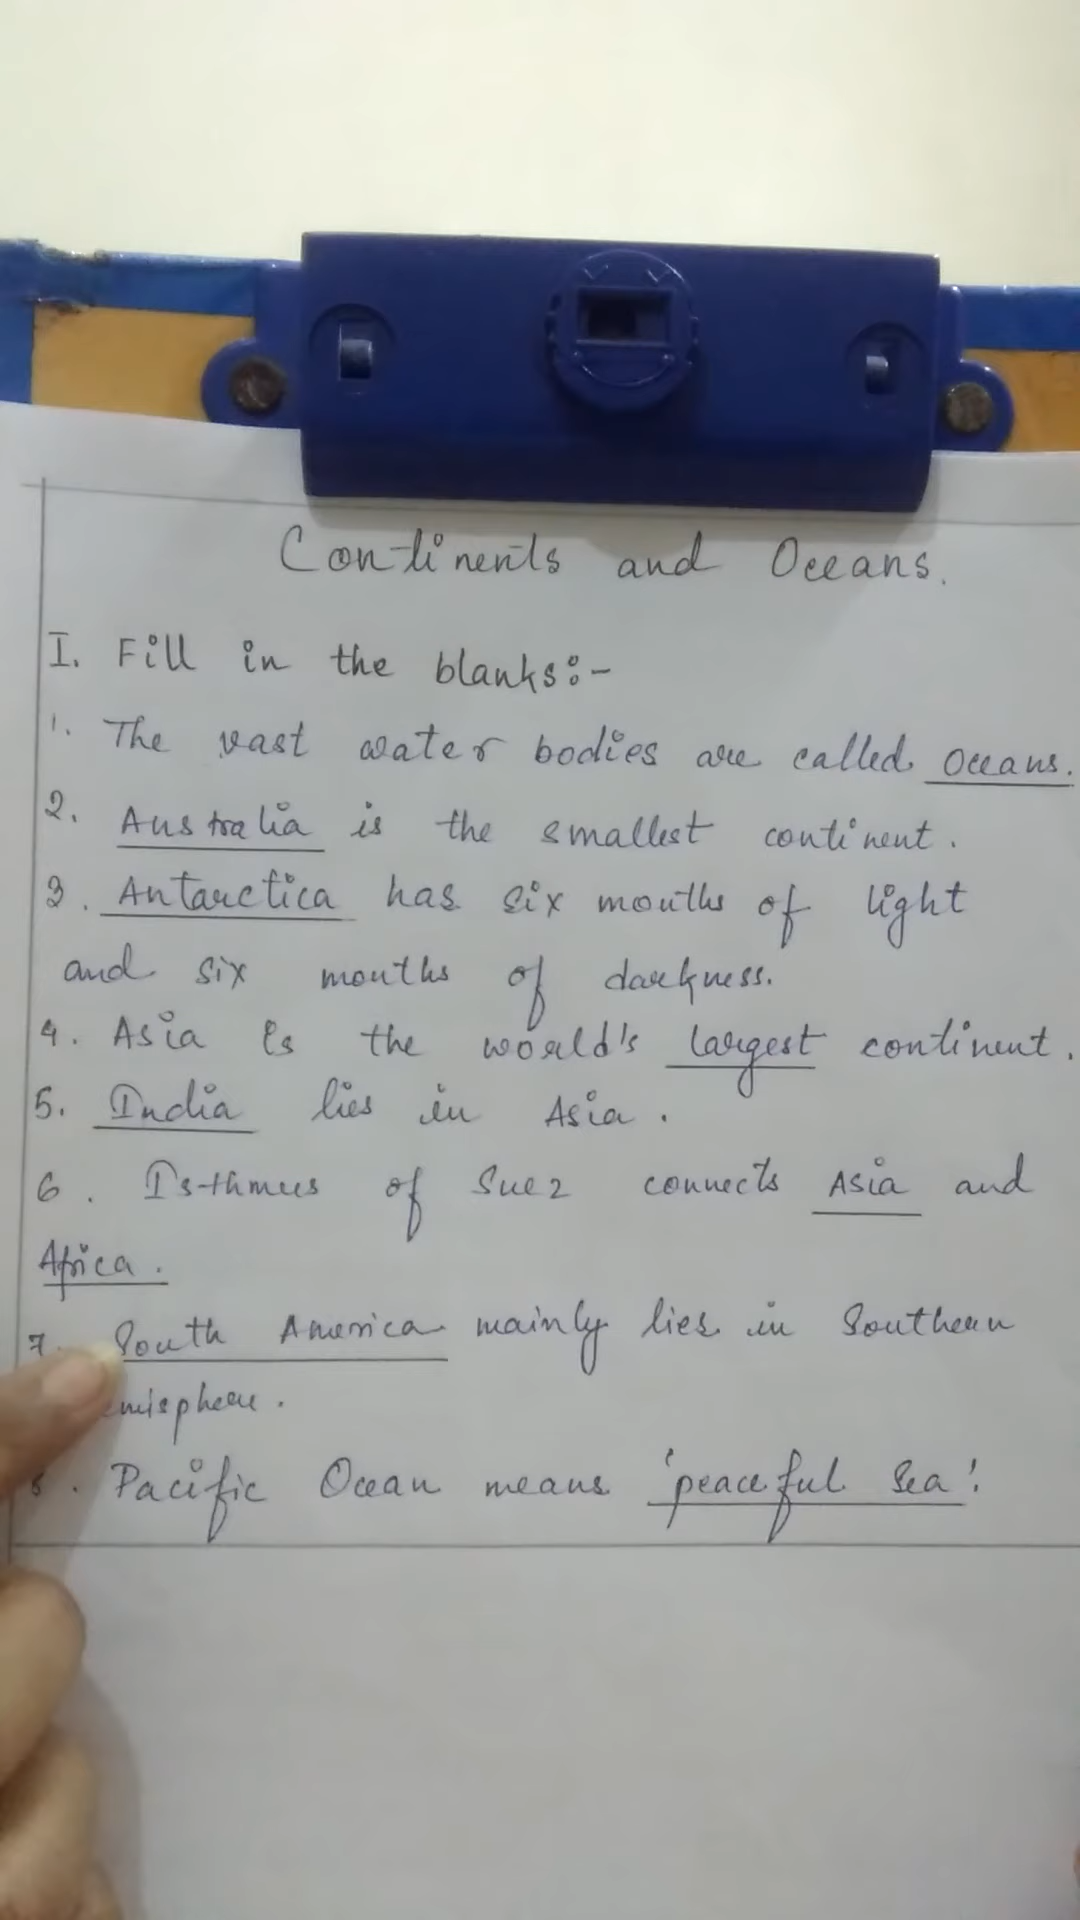 Continents and Oceans.
I. Fill in the blanks:-
1. The vast water bodies are called Oceans.
2. Australia is the smallest continent.
3. Antarctica has six months of light
and six months of darkness.
4. Asia is the world's largest continent.
5. India lies in Asia.
6. Isthmus of Suez connects Asia and
Africa.
7. South America mainly lies in Southern
emisphere.
8. Pacific Ocean means 'peaceful Sea'.